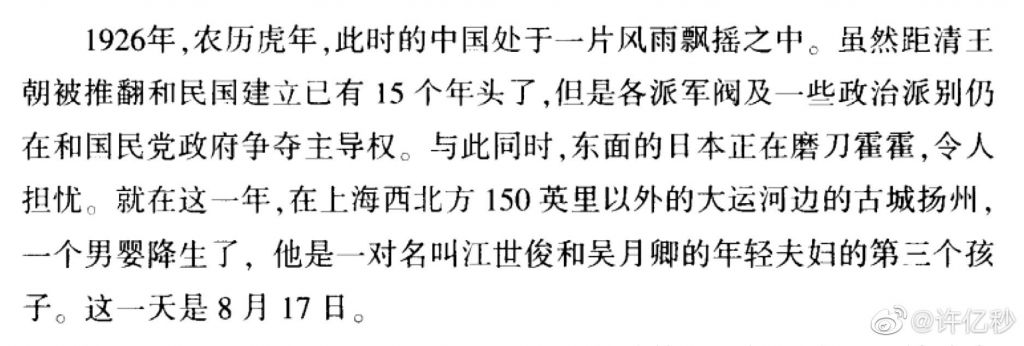 1926年,农历虎年,此时的中国处于一片风雨飘摇之中。虽然距清王
朝被推翻和民国建立已有 15 个年头了,但是各派军阀及一些政治派别仍
在和国民党政府争夺主导权。与此同时,东面的日本正在磨刀霍霍,令人
担忧。就在这一年,在上海西北方 150 英里以外的大运河边的古城扬州,
一个男婴降生了, 他是一对名叫江世俊和吴月卿的年轻夫妇的第三个孩
子。这一天是 8 月 17 日。
@许亿秒